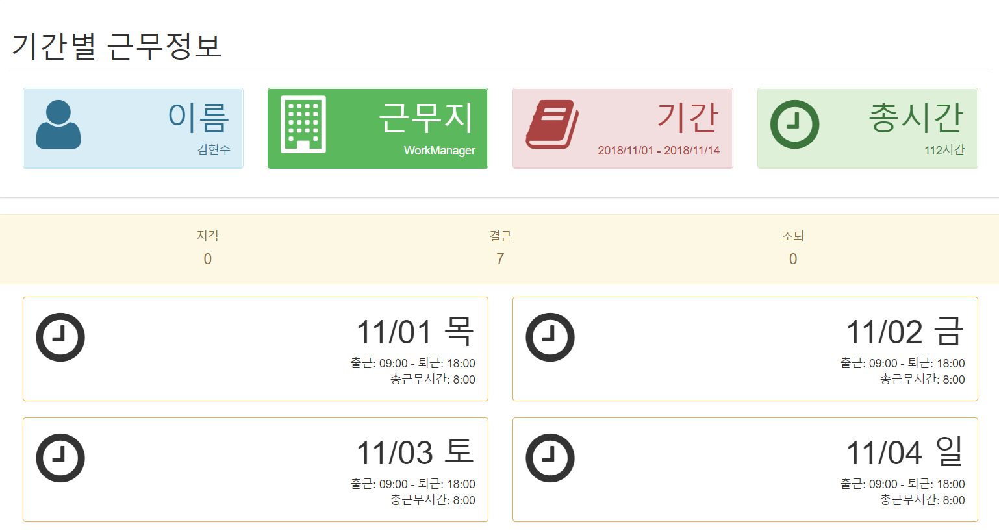 기간별 근무정보
이름
김현수
근무지
WorkManager
기간
2018/11/01 - 2018/11/14
총시간
112시간
지각
0
결근
7
조퇴
0
11/01 목
출근: 09:00 - 퇴근: 18:00
총근무시간: 8:00
11/02 금
출근: 09:00 - 퇴근: 18:00
총근무시간: 8:00
11/03 토
출근: 09:00 - 퇴근: 18:00
총근무시간: 8:00
11/04 일
출근: 09:00 - 퇴근: 18:00
총근무시간: 8:00